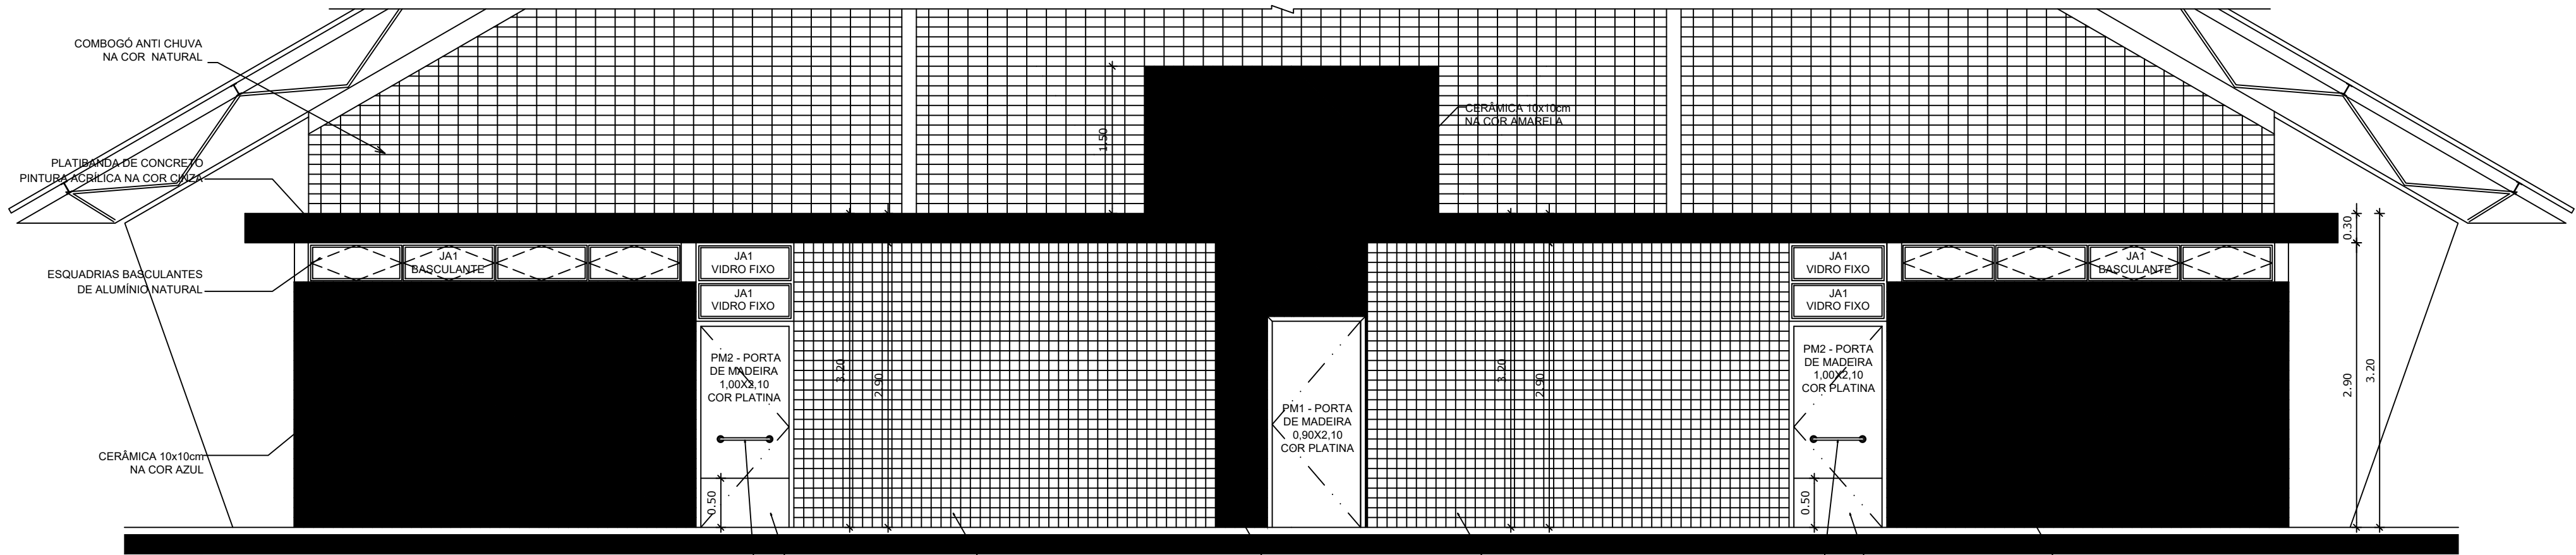 COMBOGÓ ANTI CHUVA
NA COR NATURAL
PLATIBANDA DE CONCRETO
PINTURA ACRÍLICA NA COR CINZA
ESQUADRIAS BASCULANTES
DE ALUMÍNIO NATURAL
CERÂMICA 10x10cm
NA COR AZUL
1.50
CERÂMICA 10x10cm
NA COR AMARELA
JA1
BASCULANTE
JA1
VIDRO FIXO
JA1
VIDRO FIXO
PM2 - PORTA
DE MADEIRA
1,00X2,10
COR PLATINA
0.50
3.20
2.90
PM1 - PORTA
DE MADEIRA
0,90X2,10
COR PLATINA
3.20
2.90
JA1
VIDRO FIXO
JA1
VIDRO FIXO
PM2 - PORTA
DE MADEIRA
1,00X2,10
COR PLATINA
0.50
JA1
BASCULANTE
0.30
2.90
3.20